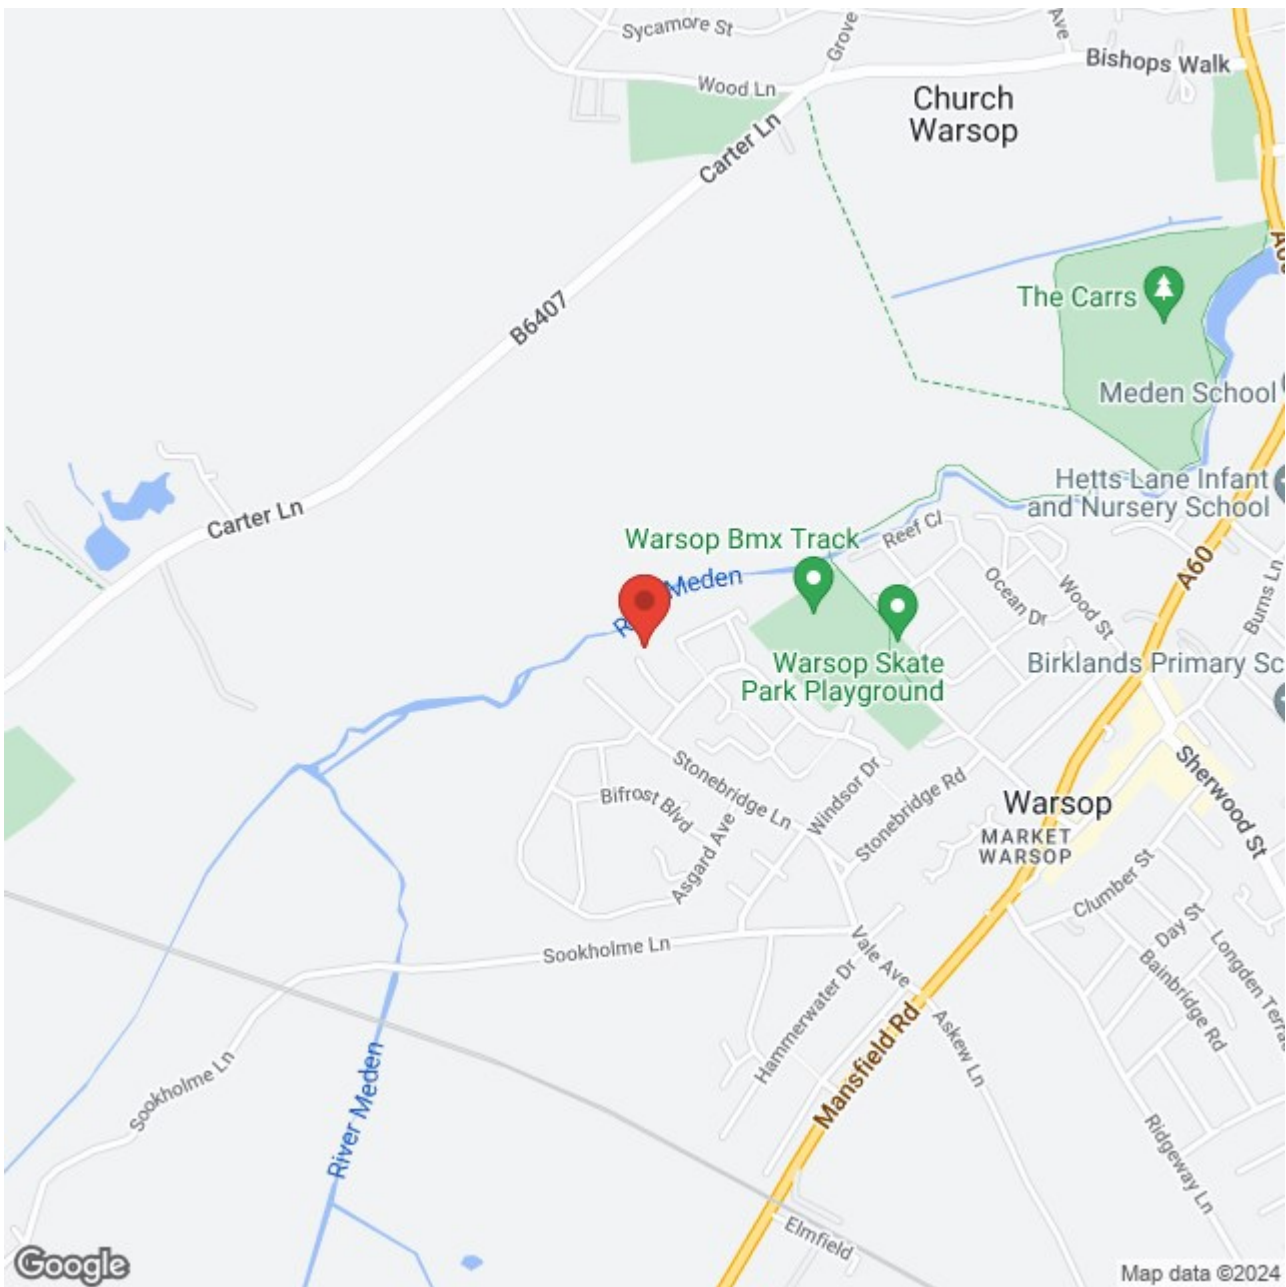 Sycamore St
Grove
Ave
Bishops Walk
Wood Ln
Church
Warsop
Carter Ln
The Carrs
B6407
Meden School
Hetts Lane Infant
and Nursery School
Carter Ln
Reef Cl
Warsop Bmx Track
A60
Meden
Ocean Dr
Wood St
Burns Ln
Warsop Skate
Park Playground
Birklands Primary Sc
Stonebridge Ln
Windsor Dr
Sherwood St
Bifrost Blvd
Stonebridge Rd
Warsop
MARKET
WARSOP
Asgard Ave
Clumber St
Day St
Sookholme Ln
Vale Ave
Longden Terrac
Bainbridge Rd
Hammerwater Dr
Mansfield Rd
Askew Ln
Sookholme Ln
River Meden
Ridgeway Ln
Elmfield
Google
Map data ©2024